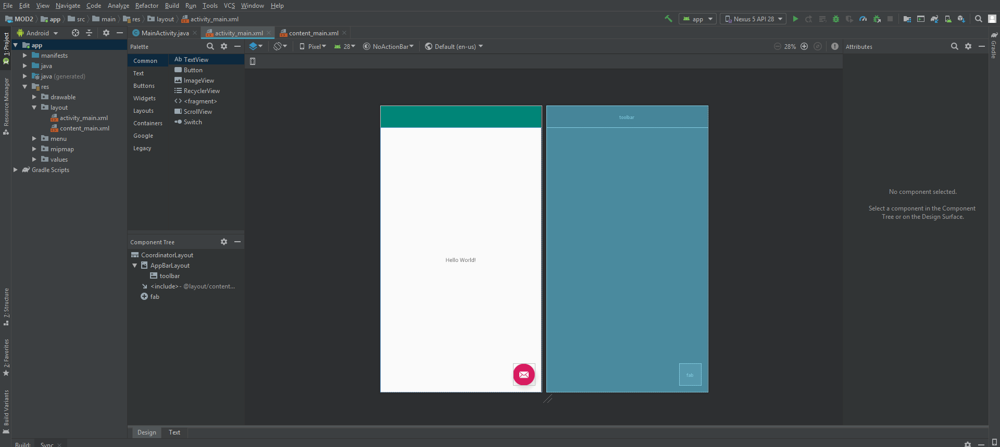 File Edit View Navigate Code Analyze Refactor Build Run Tools VCS Window Help
MOD2 app src main res layout activity_main.xml app Nexus 5 API 28
1: Project
Resource Manager
7: Structure
2: Favorites
Build Variants
Android
app
manifests
java
java (generated)
res
drawable
layout
activity_main.xml
content_main.xml
menu
mipmap
values
Gradle Scripts
MainActivity.java activity_main.xml content_main.xml
Palette
Common
Text
Buttons
Widgets
Layouts
Containers
Google
Legacy
Ab TextView
Button
ImageView
RecyclerView
<fragment>
ScrollView
Switch
Component Tree
CoordinatorLayout
AppBarLayout
toolbar
<include> - @layout/content...
fab
Pixel 28 NoActionBar Default (en-us) 28%
Hello World!
toolbar
fab
Design Text
Attributes
No component selected.
Select a component in the Component
Tree or on the Design Surface.
Gradle
Build: Sync